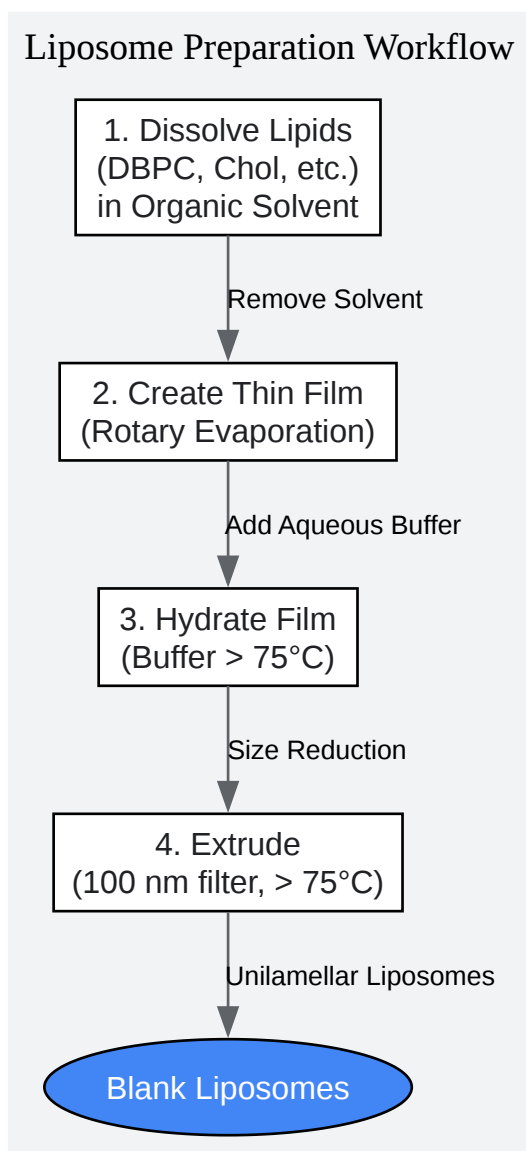 Liposome Preparation Workflow
1. Dissolve Lipids
(DBPC, Chol, etc.)
in Organic Solvent
Remove Solvent
2. Create Thin Film
(Rotary Evaporation)
Add Aqueous Buffer
3. Hydrate Film
(Buffer > 75°C)
Size Reduction
4. Extrude
(100 nm filter, > 75°C)
Unilamellar Liposomes
Blank Liposomes